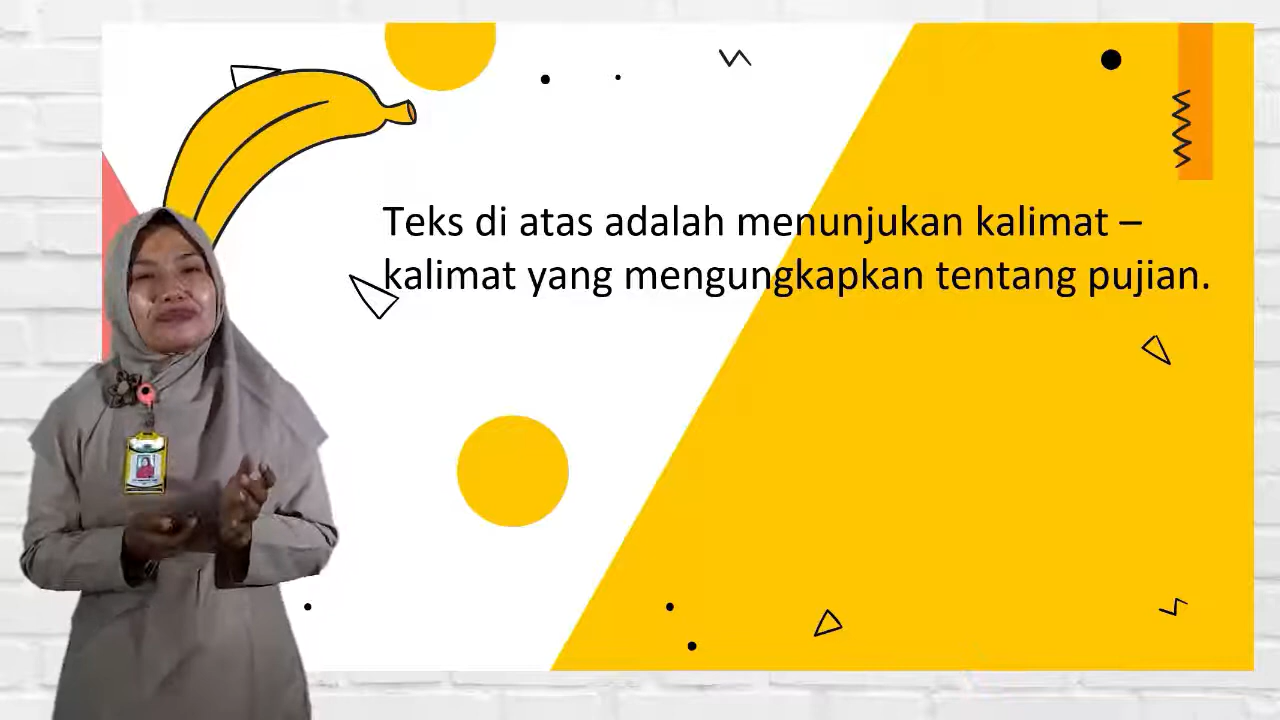 Teks di atas adalah menunjukan kalimat –
kalimat yang mengungkapkan tentang pujian.